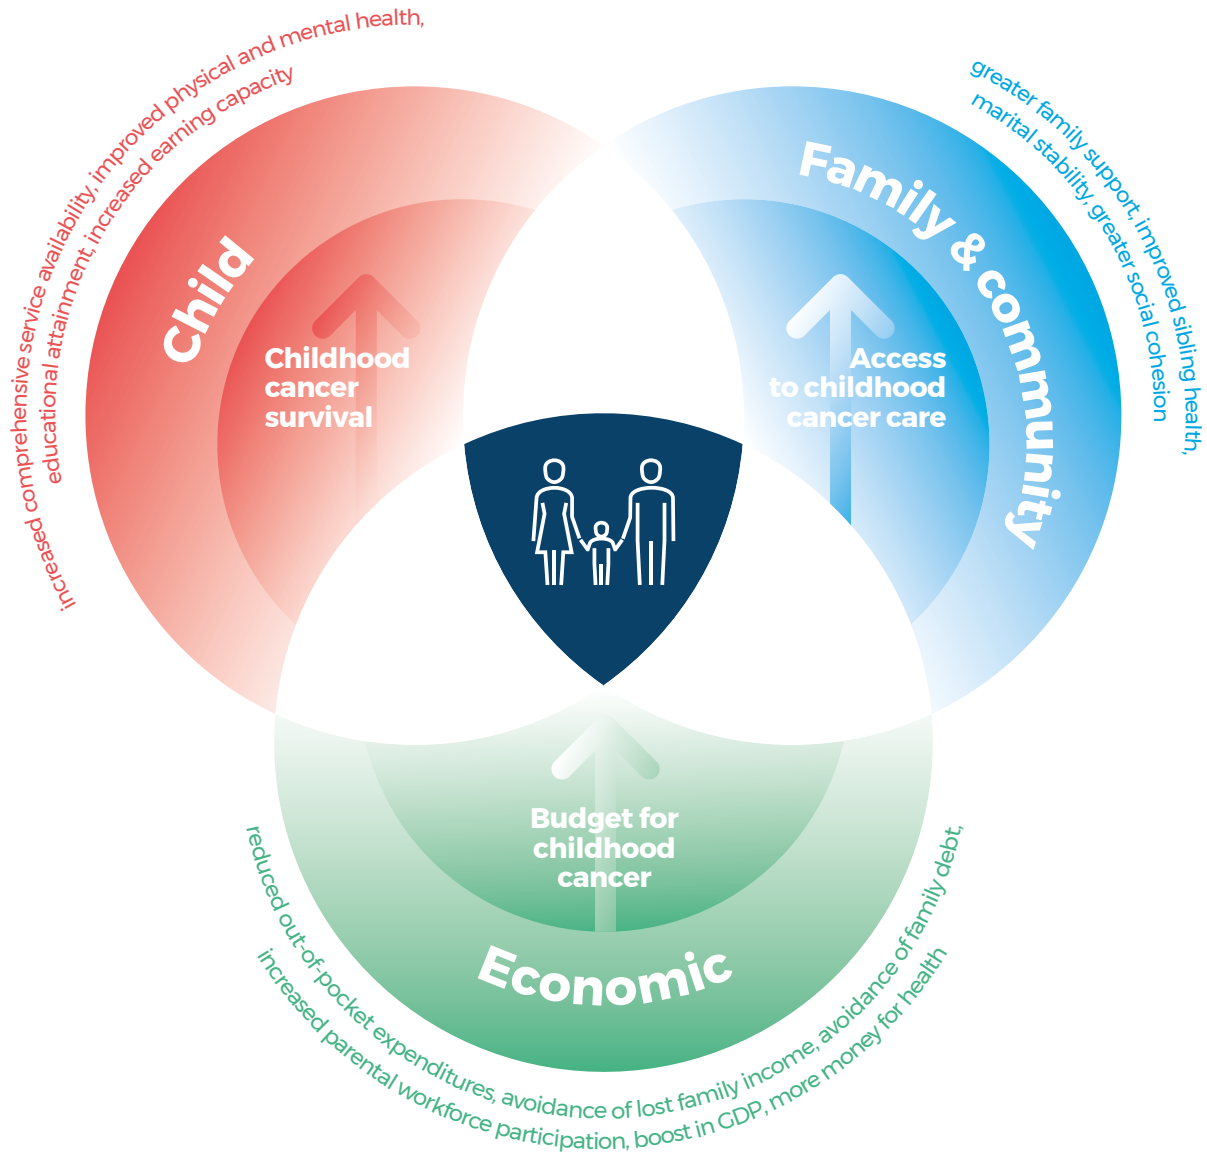 increased comprehensive service availability, improved physical and mental health,
educational attainment, increased earning capacity
Child
Childhood
cancer
survival
greater family support, improved sibling health,
marital stability, greater social cohesion
Family & community
Access
to childhood
cancer care
Budget for
childhood
cancer
Economic
reduced out-of-pocket expenditures, avoidance of lost family income, avoidance of family debt,
increased parental workforce participation, boost in GDP, more money for health